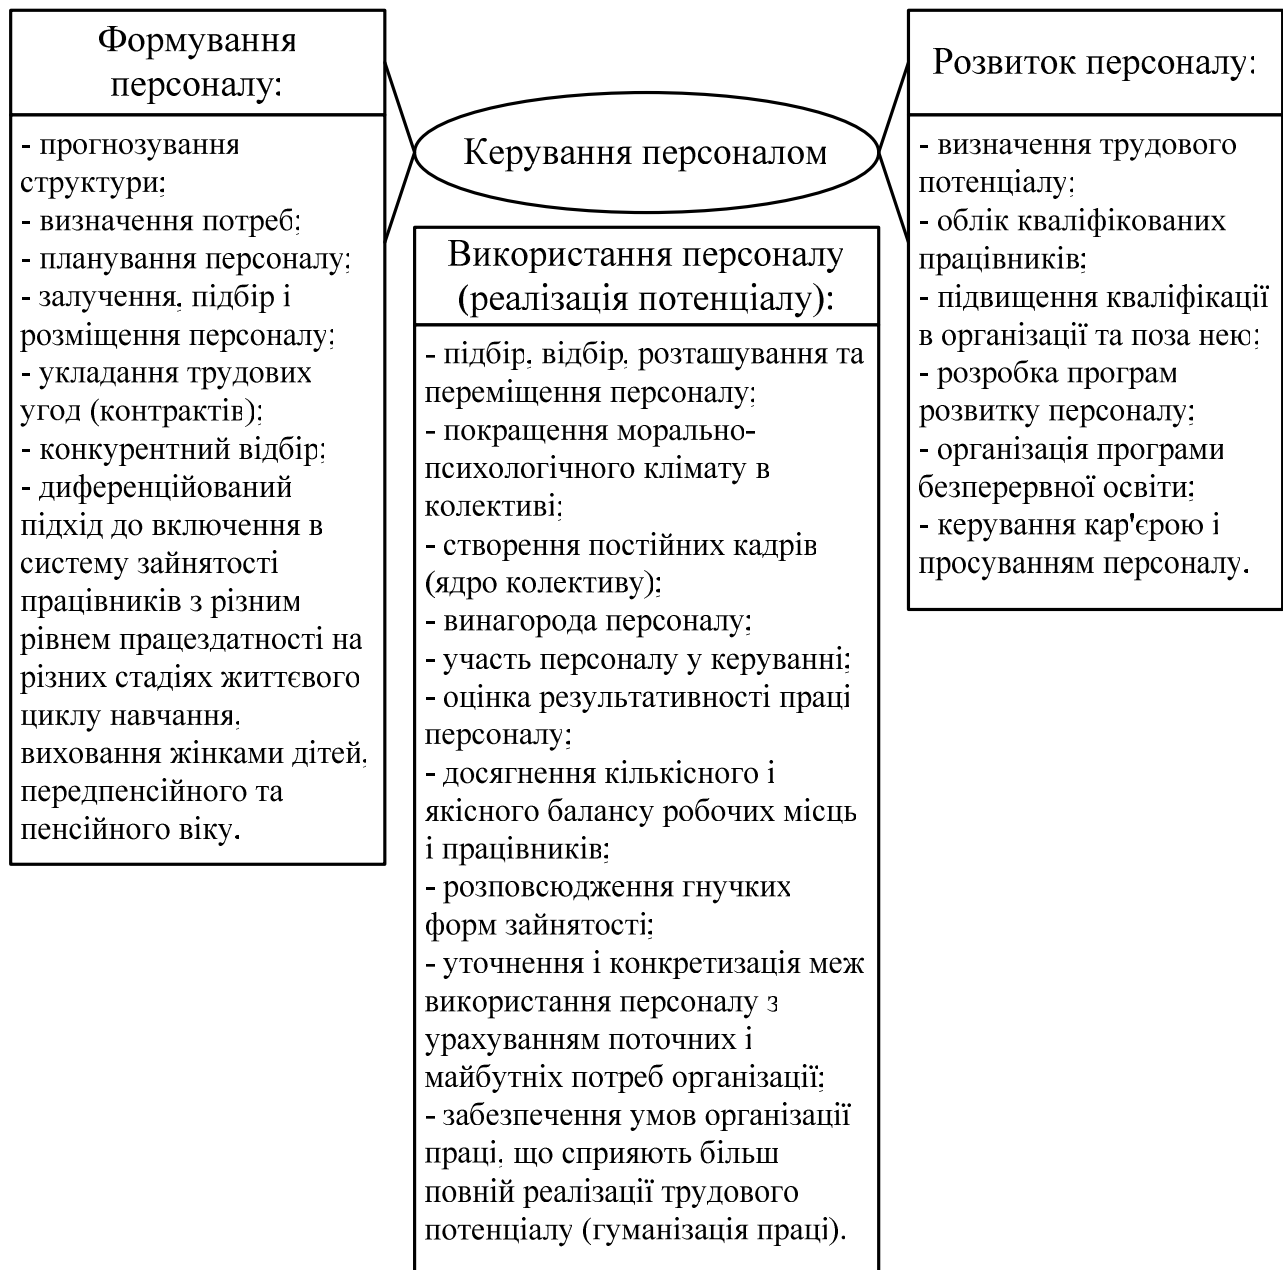 Формування
персоналу:
- прогнозування
структури;
- визначення потреб;
- планування персоналу;
- залучення, підбір і
розміщення персоналу;
- укладання трудових
угод (контрактів);
- конкурентний відбір;
- диференційований
підхід до включення в
систему зайнятості
працівників з різним
рівнем працездатності на
різних стадіях життєвого
циклу навчання,
виховання жінками дітей,
передпенсійного та
пенсійного віку.
Керування персоналом
Використання персоналу
(реалізація потенціалу):
- підбір, відбір, розташування та
переміщення персоналу;
- покращення морально-
психологічного клімату в
колективі;
- створення постійних кадрів
(ядро колективу);
- винагорода персоналу;
- участь персоналу у керуванні;
- оцінка результативності праці
персоналу;
- досягнення кількісного і
якісного балансу робочих місць
і працівників;
- розповсюдження гнучких
форм зайнятості;
- уточнення і конкретизація меж
використання персоналу з
урахуванням поточних і
майбутніх потреб організації;
- забезпечення умов організації
праці, що сприяють більш
повній реалізації трудового
потенціалу (гуманізація праці).
Розвиток персоналу:
- визначення трудового
потенціалу;
- облік кваліфікованих
працівників;
- підвищення кваліфікації
в організації та поза нею;
- розробка програм
розвитку персоналу;
- організація програми
безперервної освіти;
- керування кар'єрою і
просуванням персоналу.